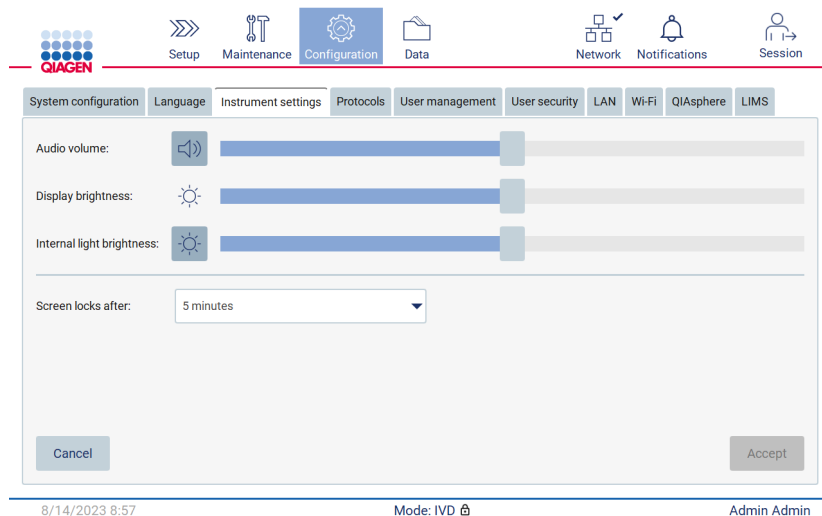 QIAGEN
Setup Maintenance Configuration Data Network Notifications Session
System configuration Language Instrument settings Protocols User management User security LAN Wi-Fi QIAsphere LIMS
Audio volume:
Display brightness:
Internal light brightness:
Screen locks after: 5 minutes
Cancel Accept
8/14/2023 8:57 Mode: IVD Admin Admin